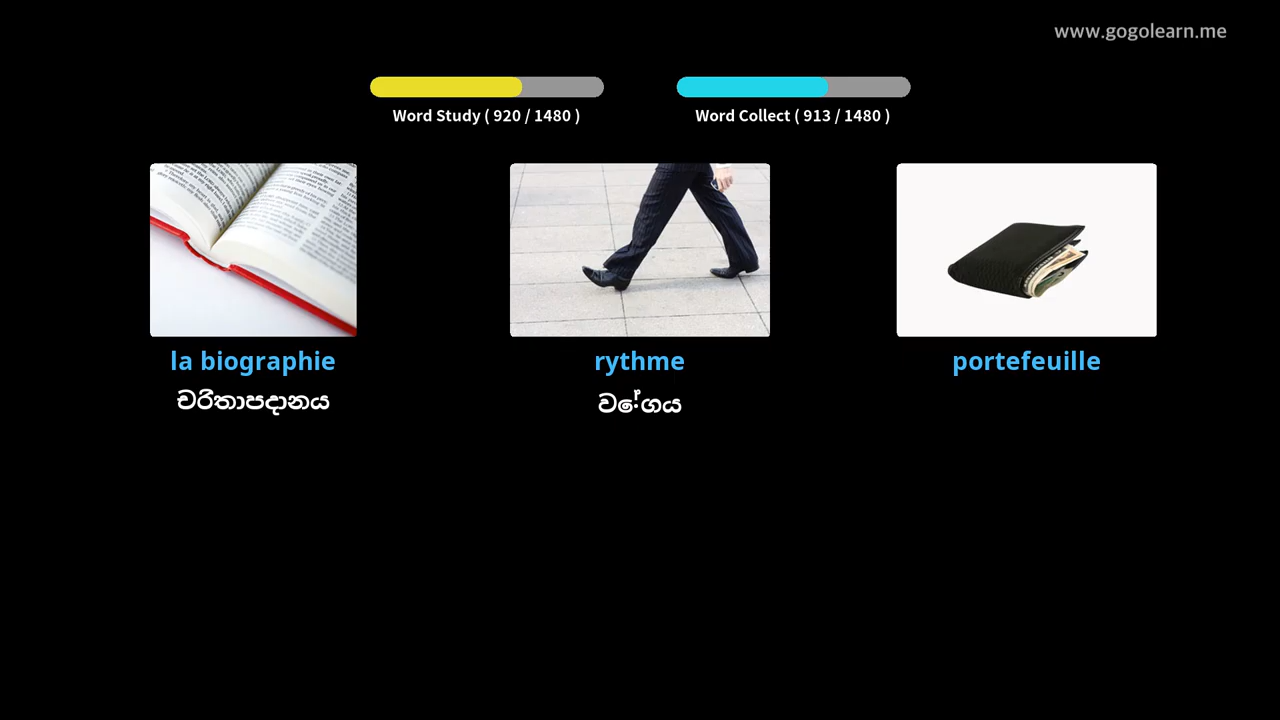 www.gogolearn.me
Word Study ( 920 / 1480 )
Word Collect ( 913 / 1480 )
la biographie
rythme
portefeuille
චරිතාපදානය
වේගය